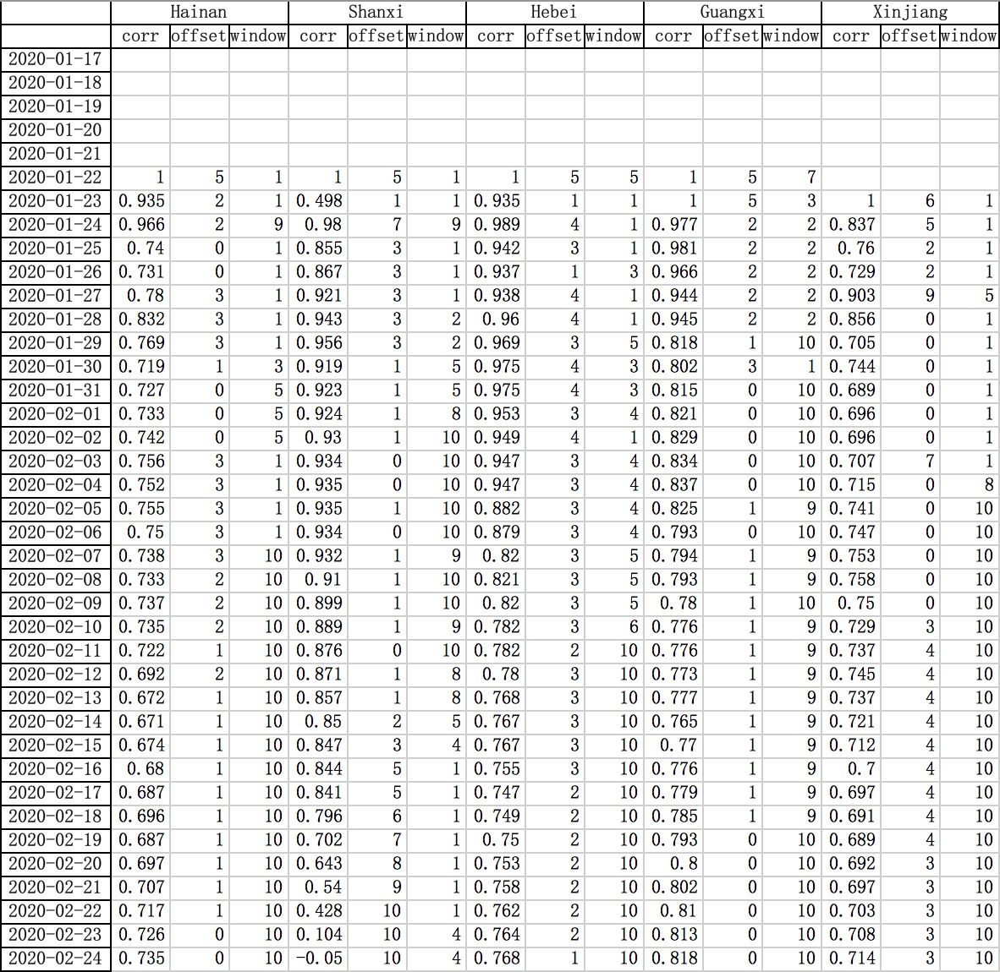 Hainan Shanxi Hebei Guangxi Xinjiang
corr offset window corr offset window corr offset window corr offset window corr offset window
2020-01-17
2020-01-18
2020-01-19
2020-01-20
2020-01-21
2020-01-22 1 5 1 1 5 1 1 5 5 1 5 7
2020-01-23 0.935 2 1 0.498 1 1 0.935 1 1 1 5 3 1 6 1
2020-01-24 0.966 2 9 0.98 7 9 0.989 4 1 0.977 2 2 0.837 5 1
2020-01-25 0.74 0 1 0.855 3 1 0.942 3 1 0.981 2 2 0.76 2 1
2020-01-26 0.731 0 1 0.867 3 1 0.937 1 3 0.966 2 2 0.729 2 1
2020-01-27 0.78 3 1 0.921 3 1 0.938 4 1 0.944 2 2 0.903 9 5
2020-01-28 0.832 3 1 0.943 3 2 0.96 4 1 0.945 2 2 0.856 0 1
2020-01-29 0.769 3 1 0.956 3 2 0.969 3 5 0.818 1 10 0.705 0 1
2020-01-30 0.719 1 3 0.919 1 5 0.975 4 3 0.802 3 1 0.744 0 1
2020-01-31 0.727 0 5 0.923 1 5 0.975 4 3 0.815 0 10 0.689 0 1
2020-02-01 0.733 0 5 0.924 1 8 0.953 3 4 0.821 0 10 0.696 0 1
2020-02-02 0.742 0 5 0.93 1 10 0.949 4 1 0.829 0 10 0.696 0 1
2020-02-03 0.756 3 1 0.934 0 10 0.947 3 4 0.834 0 10 0.707 7 1
2020-02-04 0.752 3 1 0.935 0 10 0.947 3 4 0.837 0 10 0.715 0 8
2020-02-05 0.755 3 1 0.935 1 10 0.882 3 4 0.825 1 9 0.741 0 10
2020-02-06 0.75 3 1 0.934 0 10 0.879 3 4 0.793 0 10 0.747 0 10
2020-02-07 0.738 3 10 0.932 1 9 0.82 3 5 0.794 1 9 0.753 0 10
2020-02-08 0.733 2 10 0.91 1 10 0.821 3 5 0.793 1 9 0.758 0 10
2020-02-09 0.737 2 10 0.899 1 10 0.82 3 5 0.78 1 10 0.75 0 10
2020-02-10 0.735 2 10 0.889 1 9 0.782 3 6 0.776 1 9 0.729 3 10
2020-02-11 0.722 1 10 0.876 0 10 0.782 2 10 0.776 1 9 0.737 4 10
2020-02-12 0.692 2 10 0.871 1 8 0.78 3 10 0.773 1 9 0.745 4 10
2020-02-13 0.672 1 10 0.857 1 8 0.768 3 10 0.777 1 9 0.737 4 10
2020-02-14 0.671 1 10 0.85 2 5 0.767 3 10 0.765 1 9 0.721 4 10
2020-02-15 0.674 1 10 0.847 3 4 0.767 3 10 0.77 1 9 0.712 4 10
2020-02-16 0.68 1 10 0.844 5 1 0.755 3 10 0.776 1 9 0.7 4 10
2020-02-17 0.687 1 10 0.841 5 1 0.747 2 10 0.779 1 9 0.697 4 10
2020-02-18 0.696 1 10 0.796 6 1 0.749 2 10 0.785 1 9 0.691 4 10
2020-02-19 0.687 1 10 0.702 7 1 0.75 2 10 0.793 0 10 0.689 4 10
2020-02-20 0.697 1 10 0.643 8 1 0.753 2 10 0.8 0 10 0.692 3 10
2020-02-21 0.707 1 10 0.54 9 1 0.758 2 10 0.802 0 10 0.697 3 10
2020-02-22 0.717 1 10 0.428 10 1 0.762 2 10 0.81 0 10 0.703 3 10
2020-02-23 0.726 0 10 0.104 10 4 0.764 2 10 0.813 0 10 0.708 3 10
2020-02-24 0.735 0 10 -0.05 10 4 0.768 1 10 0.818 0 10 0.714 3 10